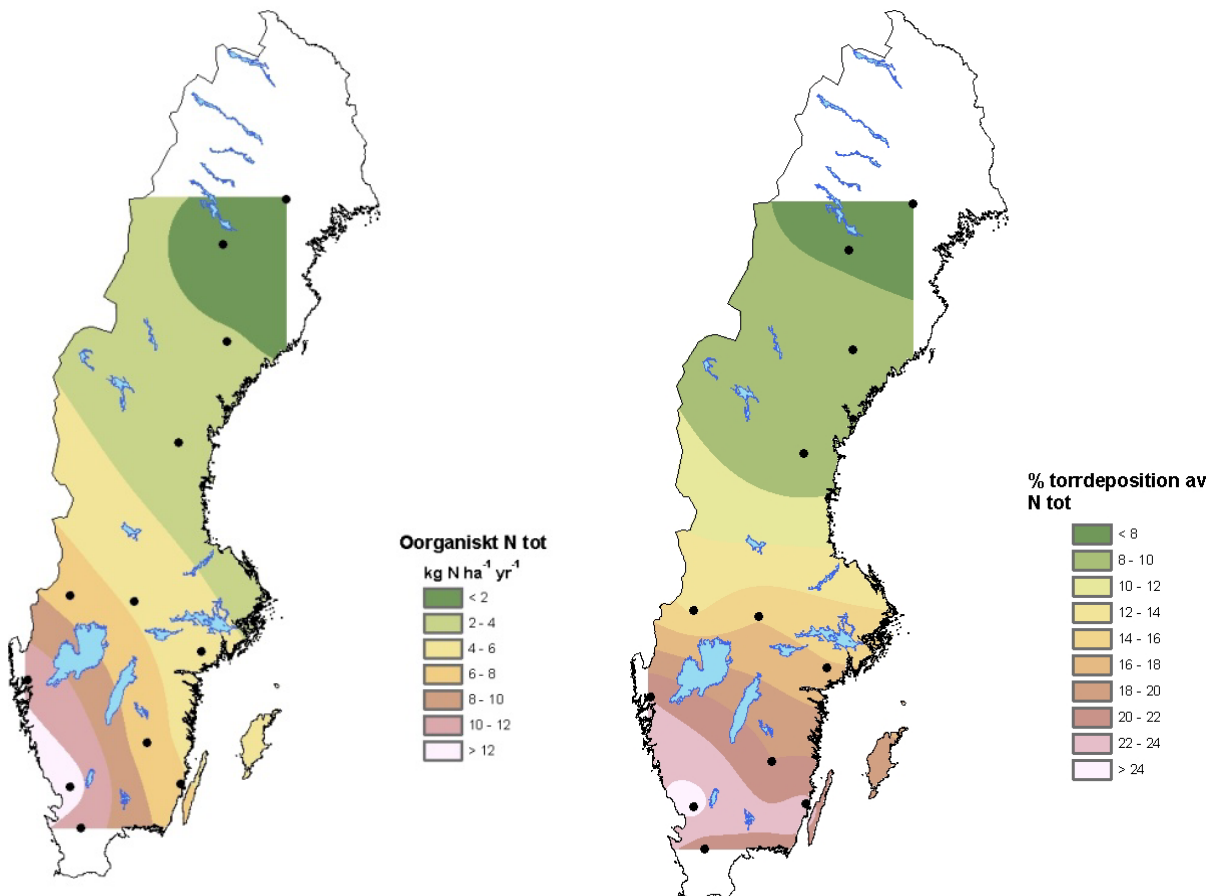 Oorganiskt N tot
kg N ha⁻¹ yr⁻¹
< 2
2 - 4
4 - 6
6 - 8
8 - 10
10 - 12
> 12
% torrdeposition av
N tot
< 8
8 - 10
10 - 12
12 - 14
14 - 16
16 - 18
18 - 20
20 - 22
22 - 24
> 24